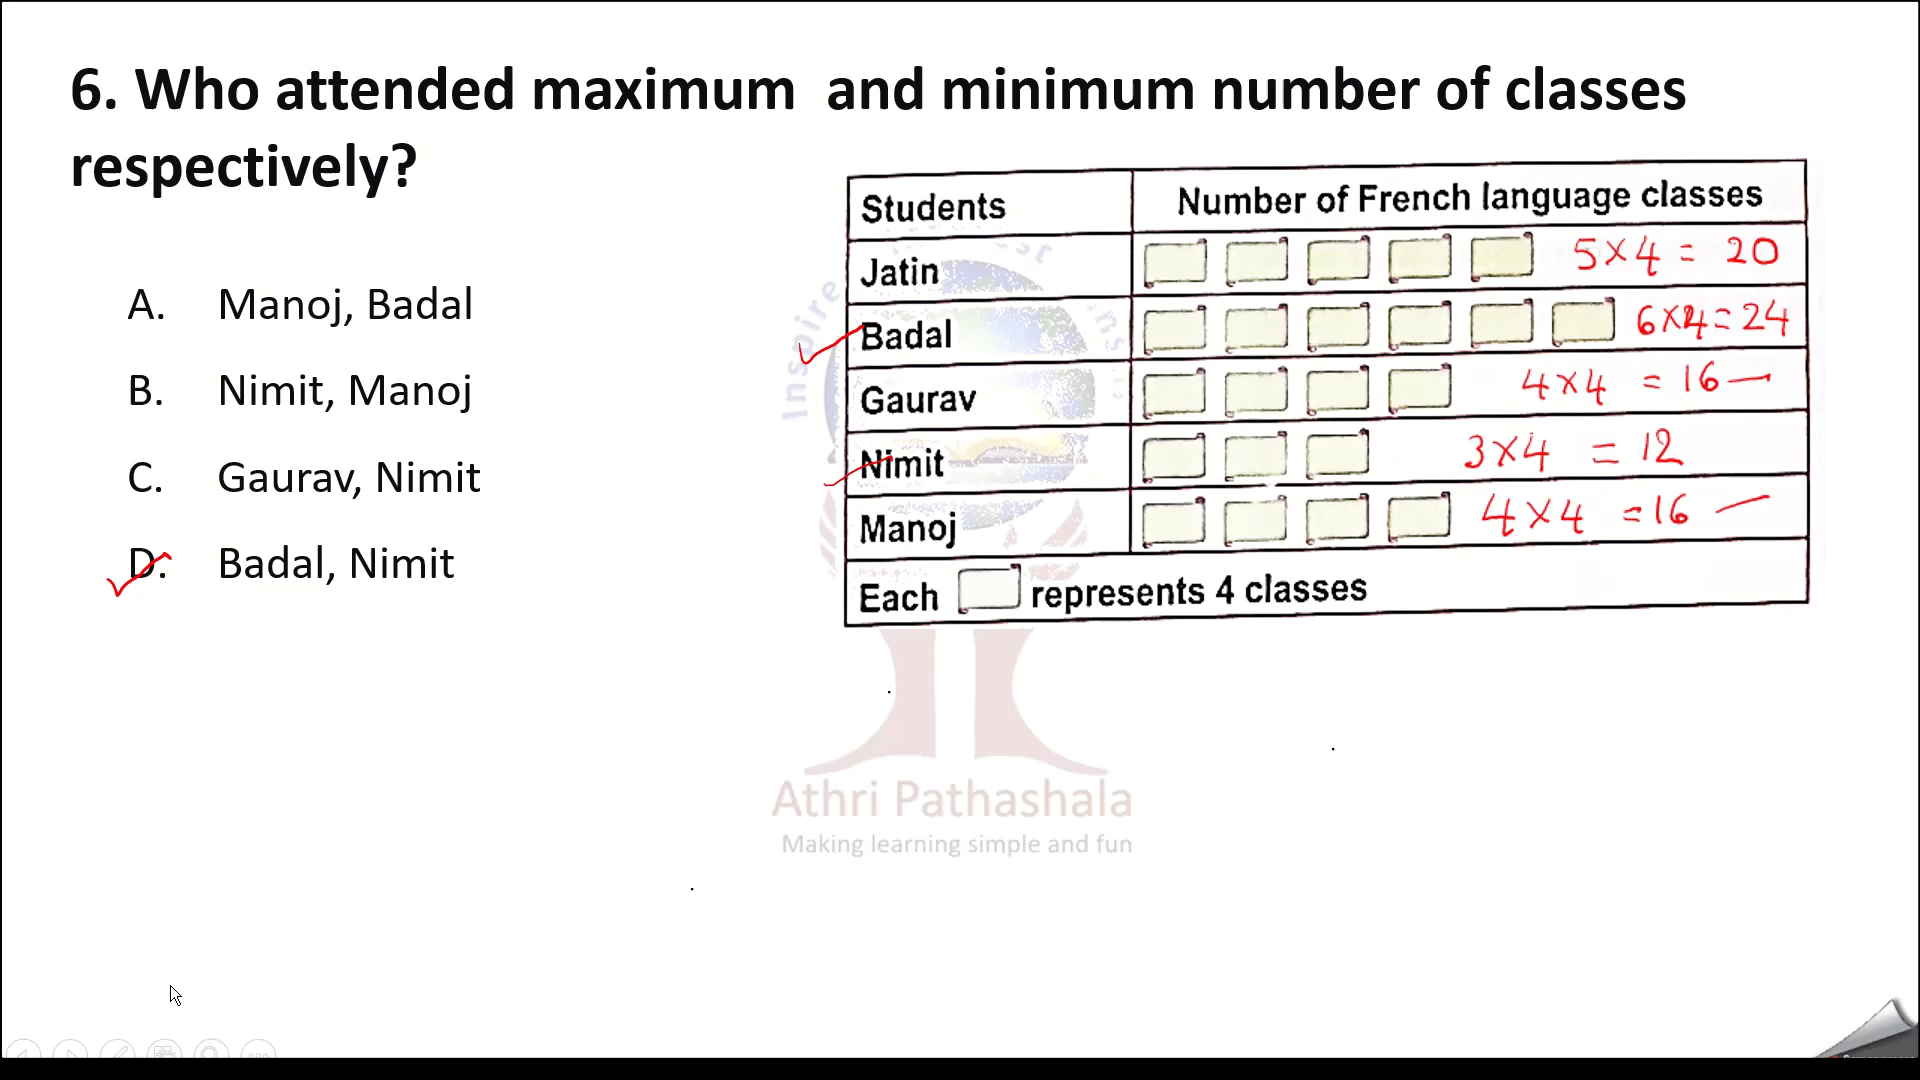 6. Who attended maximum and minimum number of classes
respectively?
A. Manoj, Badal
B. Nimit, Manoj
C. Gaurav, Nimit
D. Badal, Nimit
Students Number of French language classes
Jatin 5×4 = 20
Badal 6×4=24
Gaurav 4×4 = 16
Nimit 3×4 = 12
Manoj 4×4 =16
Each represents 4 classes
Inspire
Athri Pathashala
Making learning simple and fun